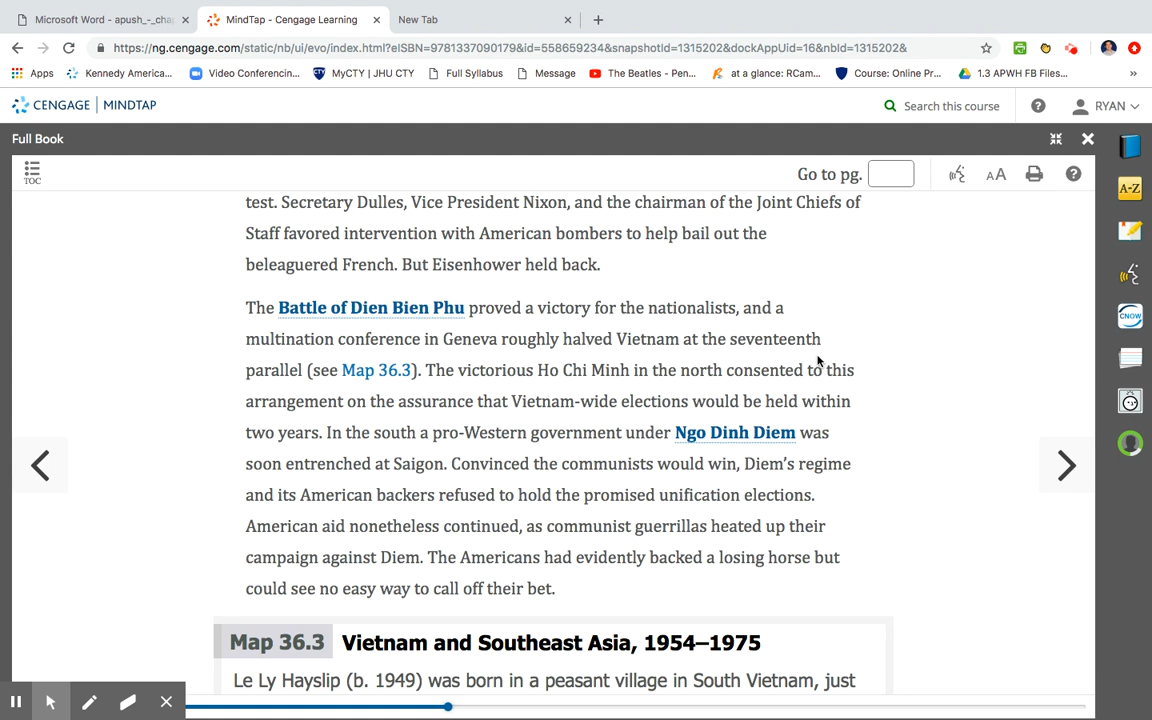 Microsoft Word - apush_-_cha
MindTap - Cengage Learning
New Tab
https://ng.cengage.com/static/nb/ui/evo/index.html?eISBN=9781337090179&id=558659234&snapshotId=1315202&dockAppUid=16&nbId=1315202&
Apps
Kennedy America...
Video Conferencin...
MyCTY | JHU CTY
Full Syllabus
Message
The Beatles - Pen...
at a glance: RCam...
Course: Online Pr...
1.3 APWH FB Files...
»
CENGAGE | MINDTAP
Search this course
RYAN
Full Book
TOC
Go to pg.
AA
A-Z
test. Secretary Dulles, Vice President Nixon, and the chairman of the Joint Chiefs of
Staff favored intervention with American bombers to help bail out the
beleaguered French. But Eisenhower held back.
The Battle of Dien Bien Phu proved a victory for the nationalists, and a
multination conference in Geneva roughly halved Vietnam at the seventeenth
parallel (see Map 36.3). The victorious Ho Chi Minh in the north consented to this
arrangement on the assurance that Vietnam-wide elections would be held within
two years. In the south a pro-Western government under Ngo Dinh Diem was
soon entrenched at Saigon. Convinced the communists would win, Diem's regime
and its American backers refused to hold the promised unification elections.
American aid nonetheless continued, as communist guerrillas heated up their
campaign against Diem. The Americans had evidently backed a losing horse but
could see no easy way to call off their bet.
CNOW
Map 36.3 Vietnam and Southeast Asia, 1954–1975
Le Ly Hayslip (b. 1949) was born in a peasant village in South Vietnam, just